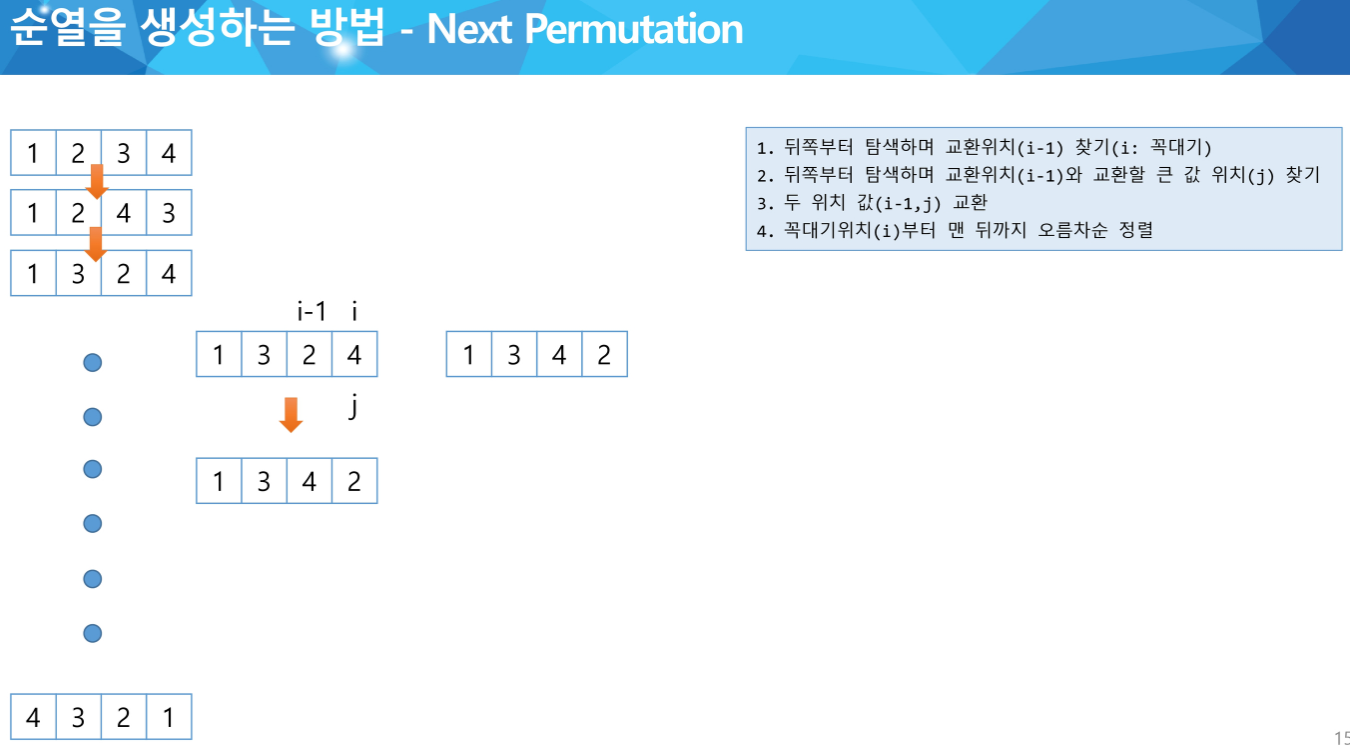 순열을 생성하는 방법 - Next Permutation
1 2 3 4
1 2 4 3
1 3 2 4
1. 뒤쪽부터 탐색하며 교환위치(i-1) 찾기(i: 꼭대기)
2. 뒤쪽부터 탐색하며 교환위치(i-1)와 교환할 큰 값 위치(j) 찾기
3. 두 위치 값(i-1,j) 교환
4. 꼭대기위치(i)부터 맨 뒤까지 오름차순 정렬
i-1 i
1 3 2 4
1 3 4 2
j
1 3 4 2
4 3 2 1
15